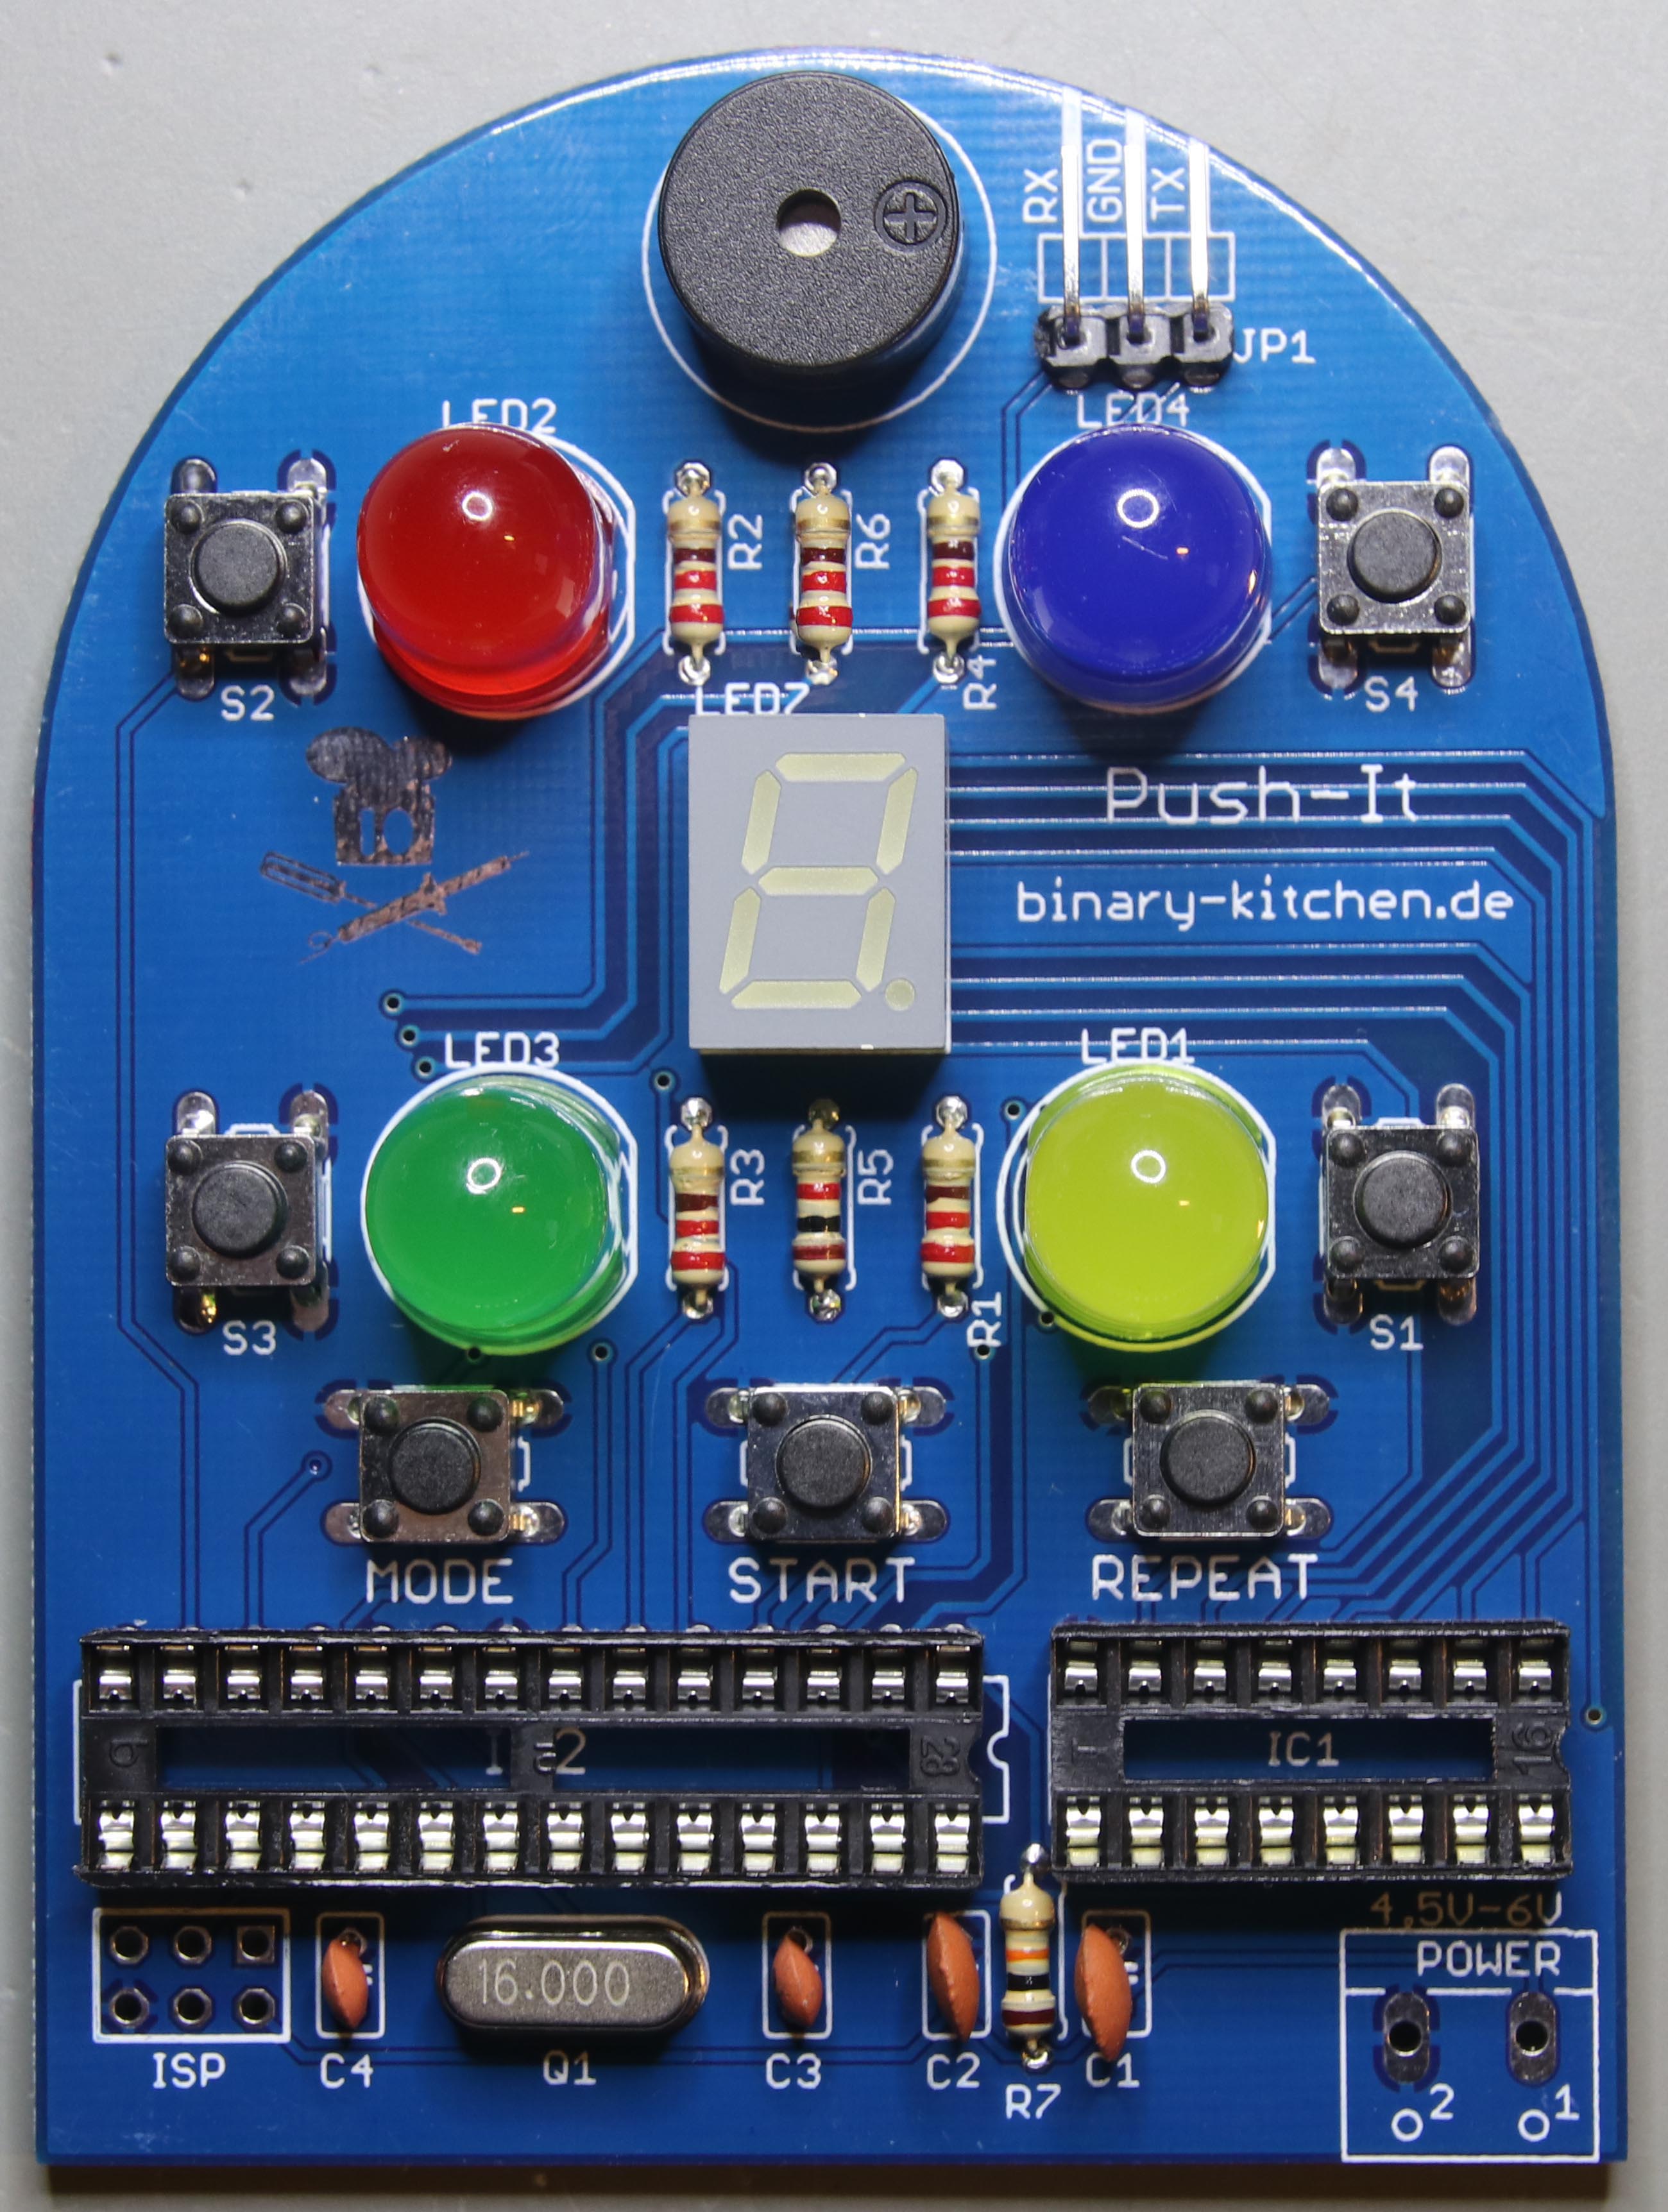 RX
GND
TX
JP1
LED2
LED4
R2
R6
R4
S2
S4
LED7
Push-It
binary-kitchen.de
LED3
LED1
R3
R5
R1
S3
S1
MODE
START
REPEAT
28
2
IC1
16
4,5V-6V
POWER
16.000
ISP
C4
Q1
C3
C2
R7
C1
2
1